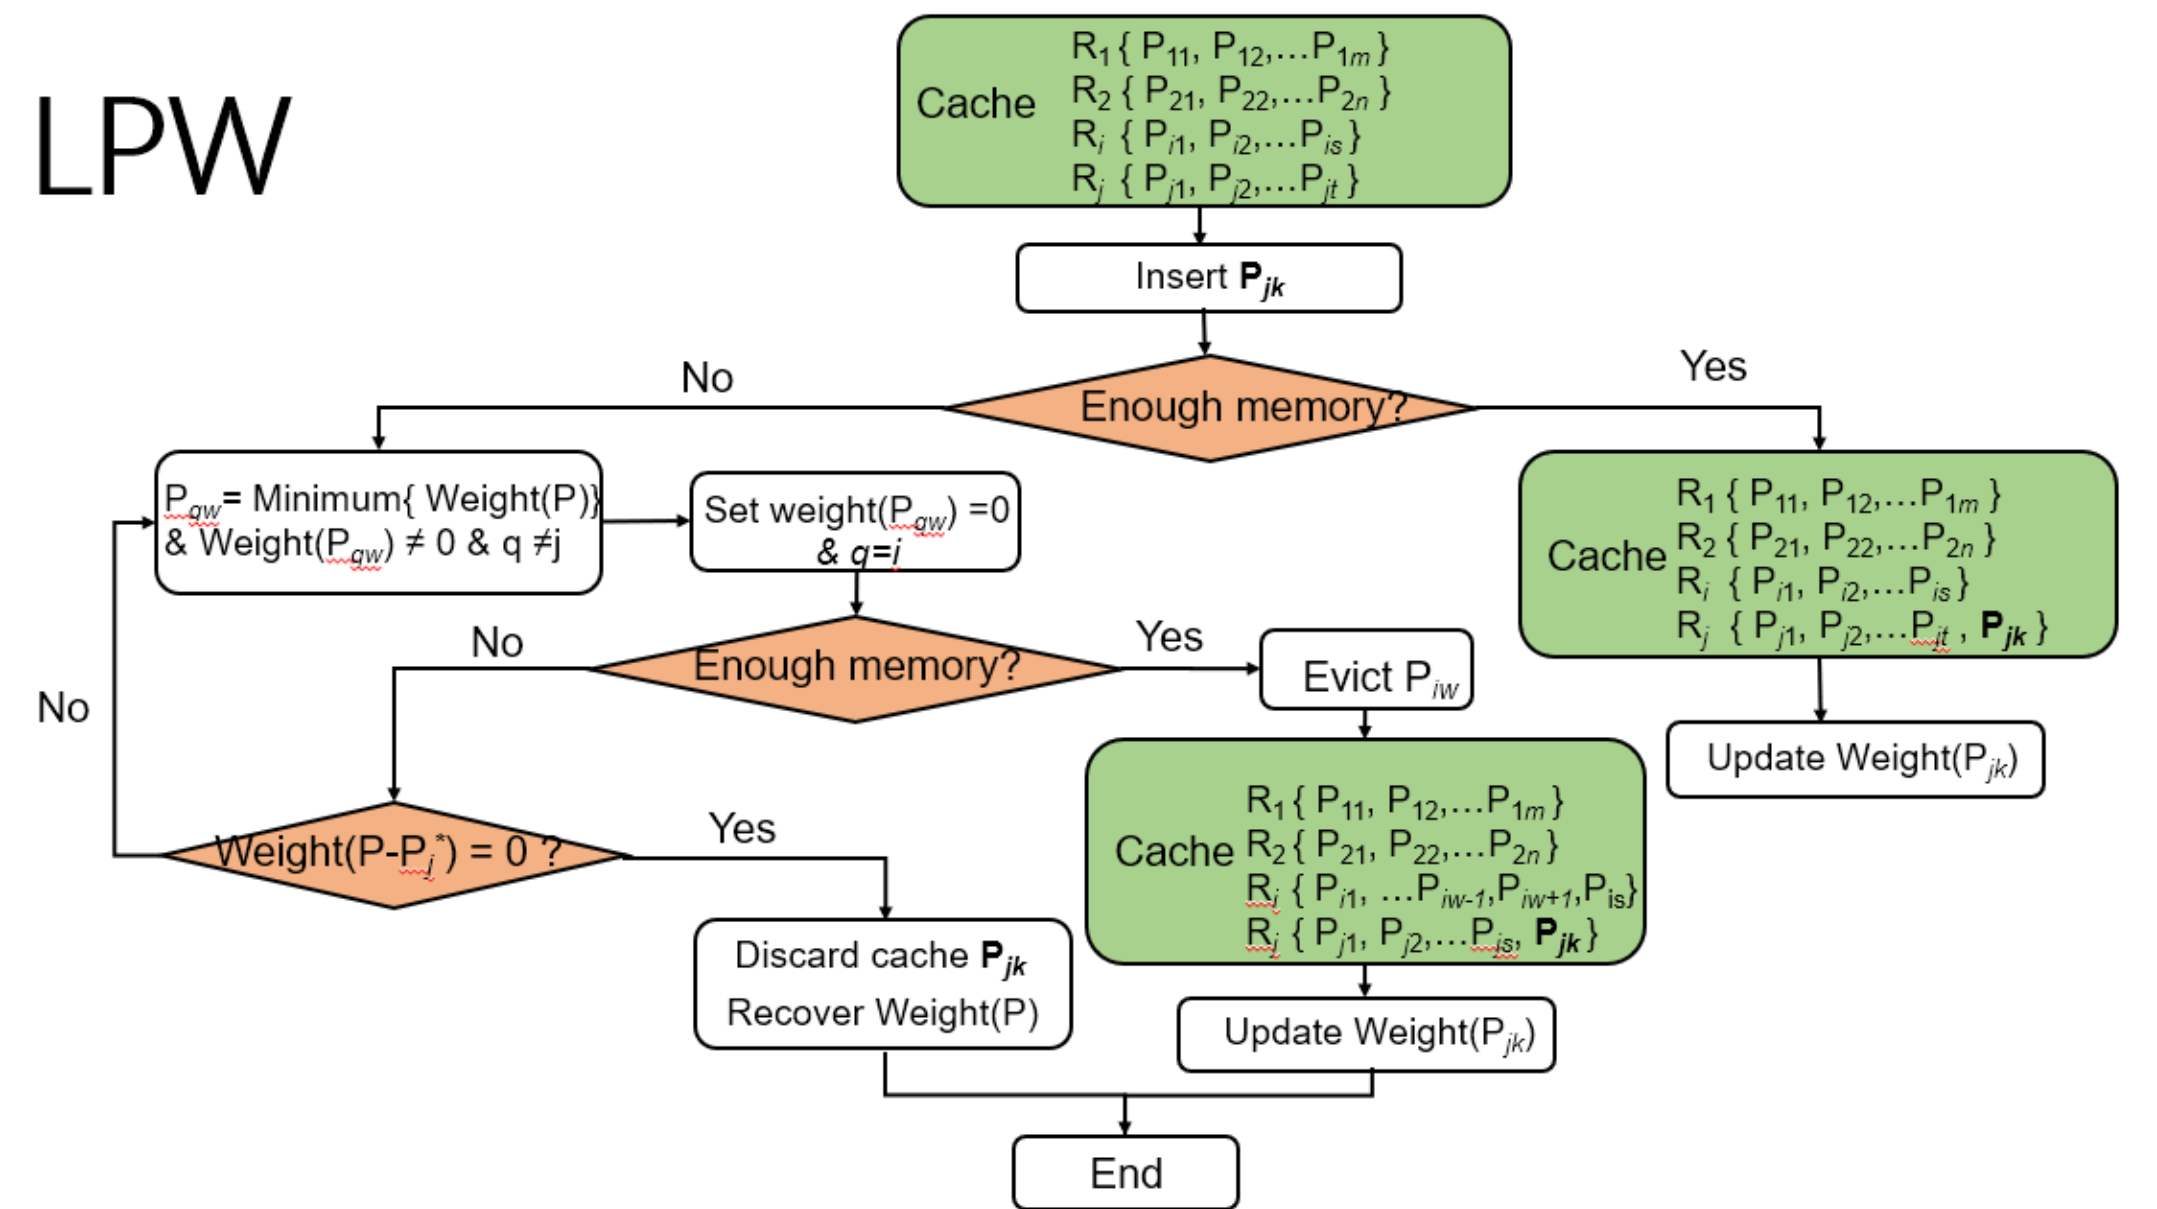 LPW
Cache
R1 { P11, P12,...P1m }
R2 { P21, P22,...P2n }
Ri { Pi1, Pi2,...Pis }
Rj { Pj1, Pj2,...Pjt }
Insert Pjk
Enough memory?
No
Yes
Pqw= Minimum{ Weight(P)}
& Weight(Pqw) ≠ 0 & q ≠j
Set weight(Pqw) =0
& q=i
Cache
R1 { P11, P12,...P1m }
R2 { P21, P22,...P2n }
Ri { Pi1, Pi2,...Pis }
Rj { Pj1, Pj2,...Pjt , Pjk }
Update Weight(Pjk)
Enough memory?
No
Yes
Evict Piw
No
Weight(P-Pj*) = 0 ?
Yes
Discard cache Pjk
Recover Weight(P)
Cache
R1 { P11, P12,...P1m }
R2 { P21, P22,...P2n }
Ri { Pi1, ...Piw-1,Piw+1,Pis}
Rj { Pj1, Pj2,...Pjs, Pjk }
Update Weight(Pjk)
End